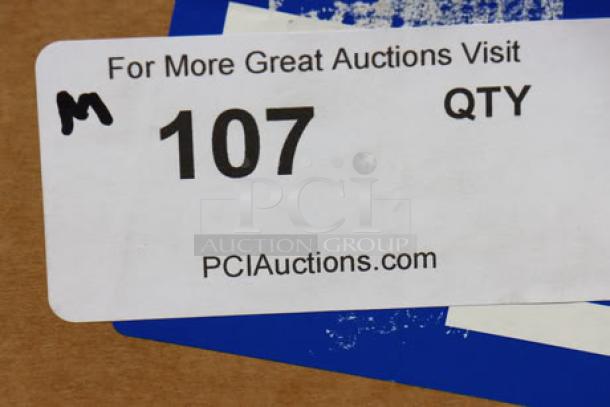 For More Great Auctions Visit
M 107 QTY
PCI
AUCTION GROUP
PCIAuctions.com